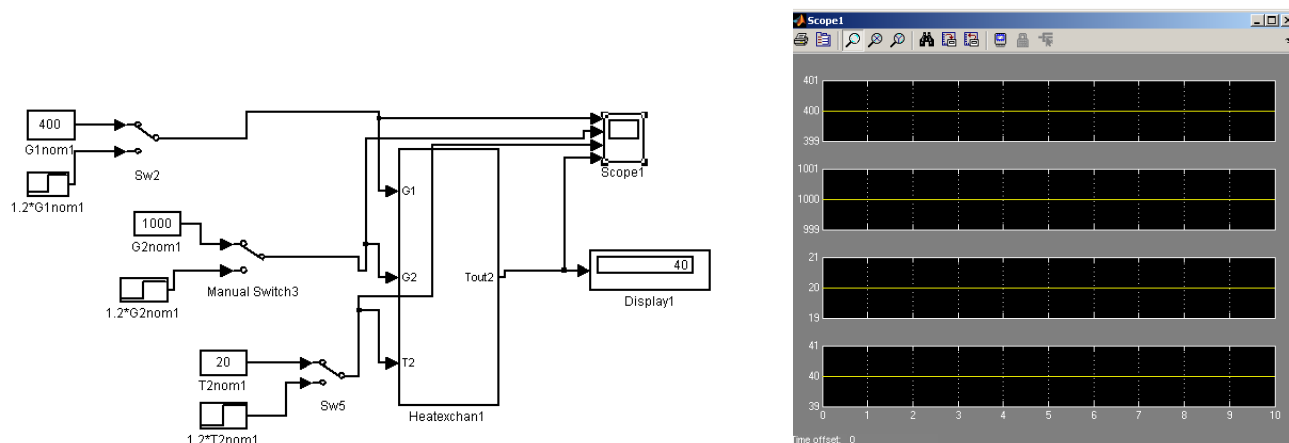 400
G1nom1
Sw2
1.2*G1nom1
1000
G2nom1
Manual Switch3
1.2*G2nom1
20
T2nom1
Sw5
1.2*T2nom1
G1
G2
T2
Tout2
Heatexchan1
Scope1
40
Display1
Scope1
401
400
399
1001
1000
999
21
20
19
41
40
39
0 1 2 3 4 5 6 7 8 9 10
Time offset: 0